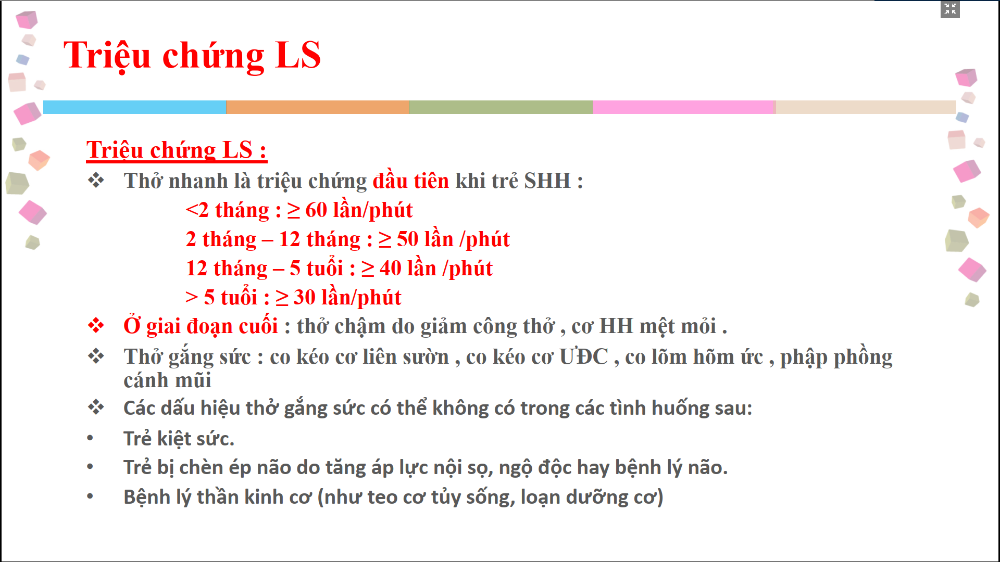 Triệu chứng LS
Triệu chứng LS :
❖ Thở nhanh là triệu chứng đầu tiên khi trẻ SHH :
<2 tháng : ≥ 60 lần/phút
2 tháng – 12 tháng : ≥ 50 lần /phút
12 tháng – 5 tuổi : ≥ 40 lần /phút
> 5 tuổi : ≥ 30 lần/phút
❖ Ở giai đoạn cuối : thở chậm do giảm công thở , cơ HH mệt mỏi .
❖ Thở gắng sức : co kéo cơ liên sườn , co kéo cơ ƯĐC , co lõm hõm ức , phập phồng
cánh mũi
❖ Các dấu hiệu thở gắng sức có thể không có trong các tình huống sau:
• Trẻ kiệt sức.
• Trẻ bị chèn ép não do tăng áp lực nội sọ, ngộ độc hay bệnh lý não.
• Bệnh lý thần kinh cơ (như teo cơ tủy sống, loạn dưỡng cơ)